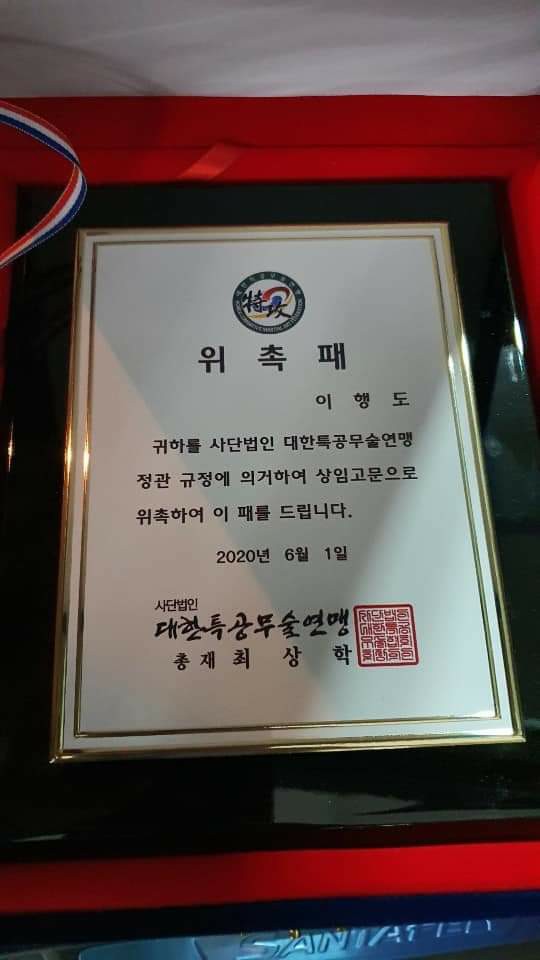 特攻
위촉패
이행도
귀하를 사단법인 대한특공무술연맹
정관 규정에 의거하여 상임고문으로
위촉하여 이 패를 드립니다.
2020년 6월 1일
사단법인
대한특공무술연맹
총재 최상학
SANTAFE